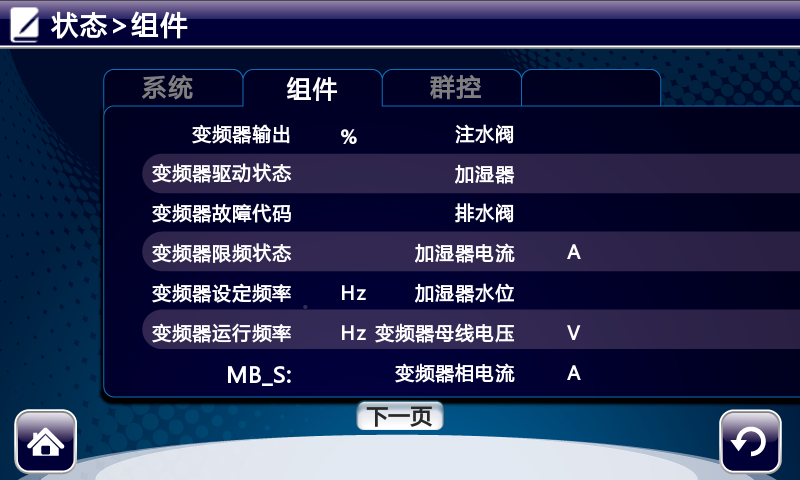 状态>组件
系统 组件 群控
变频器输出 % 注水阀
变频器驱动状态 加湿器
变频器故障代码 排水阀
变频器限频状态 加湿器电流 A
变频器设定频率 Hz 加湿器水位
变频器运行频率 Hz 变频器母线电压 V
MB_S: 变频器相电流 A
下一页